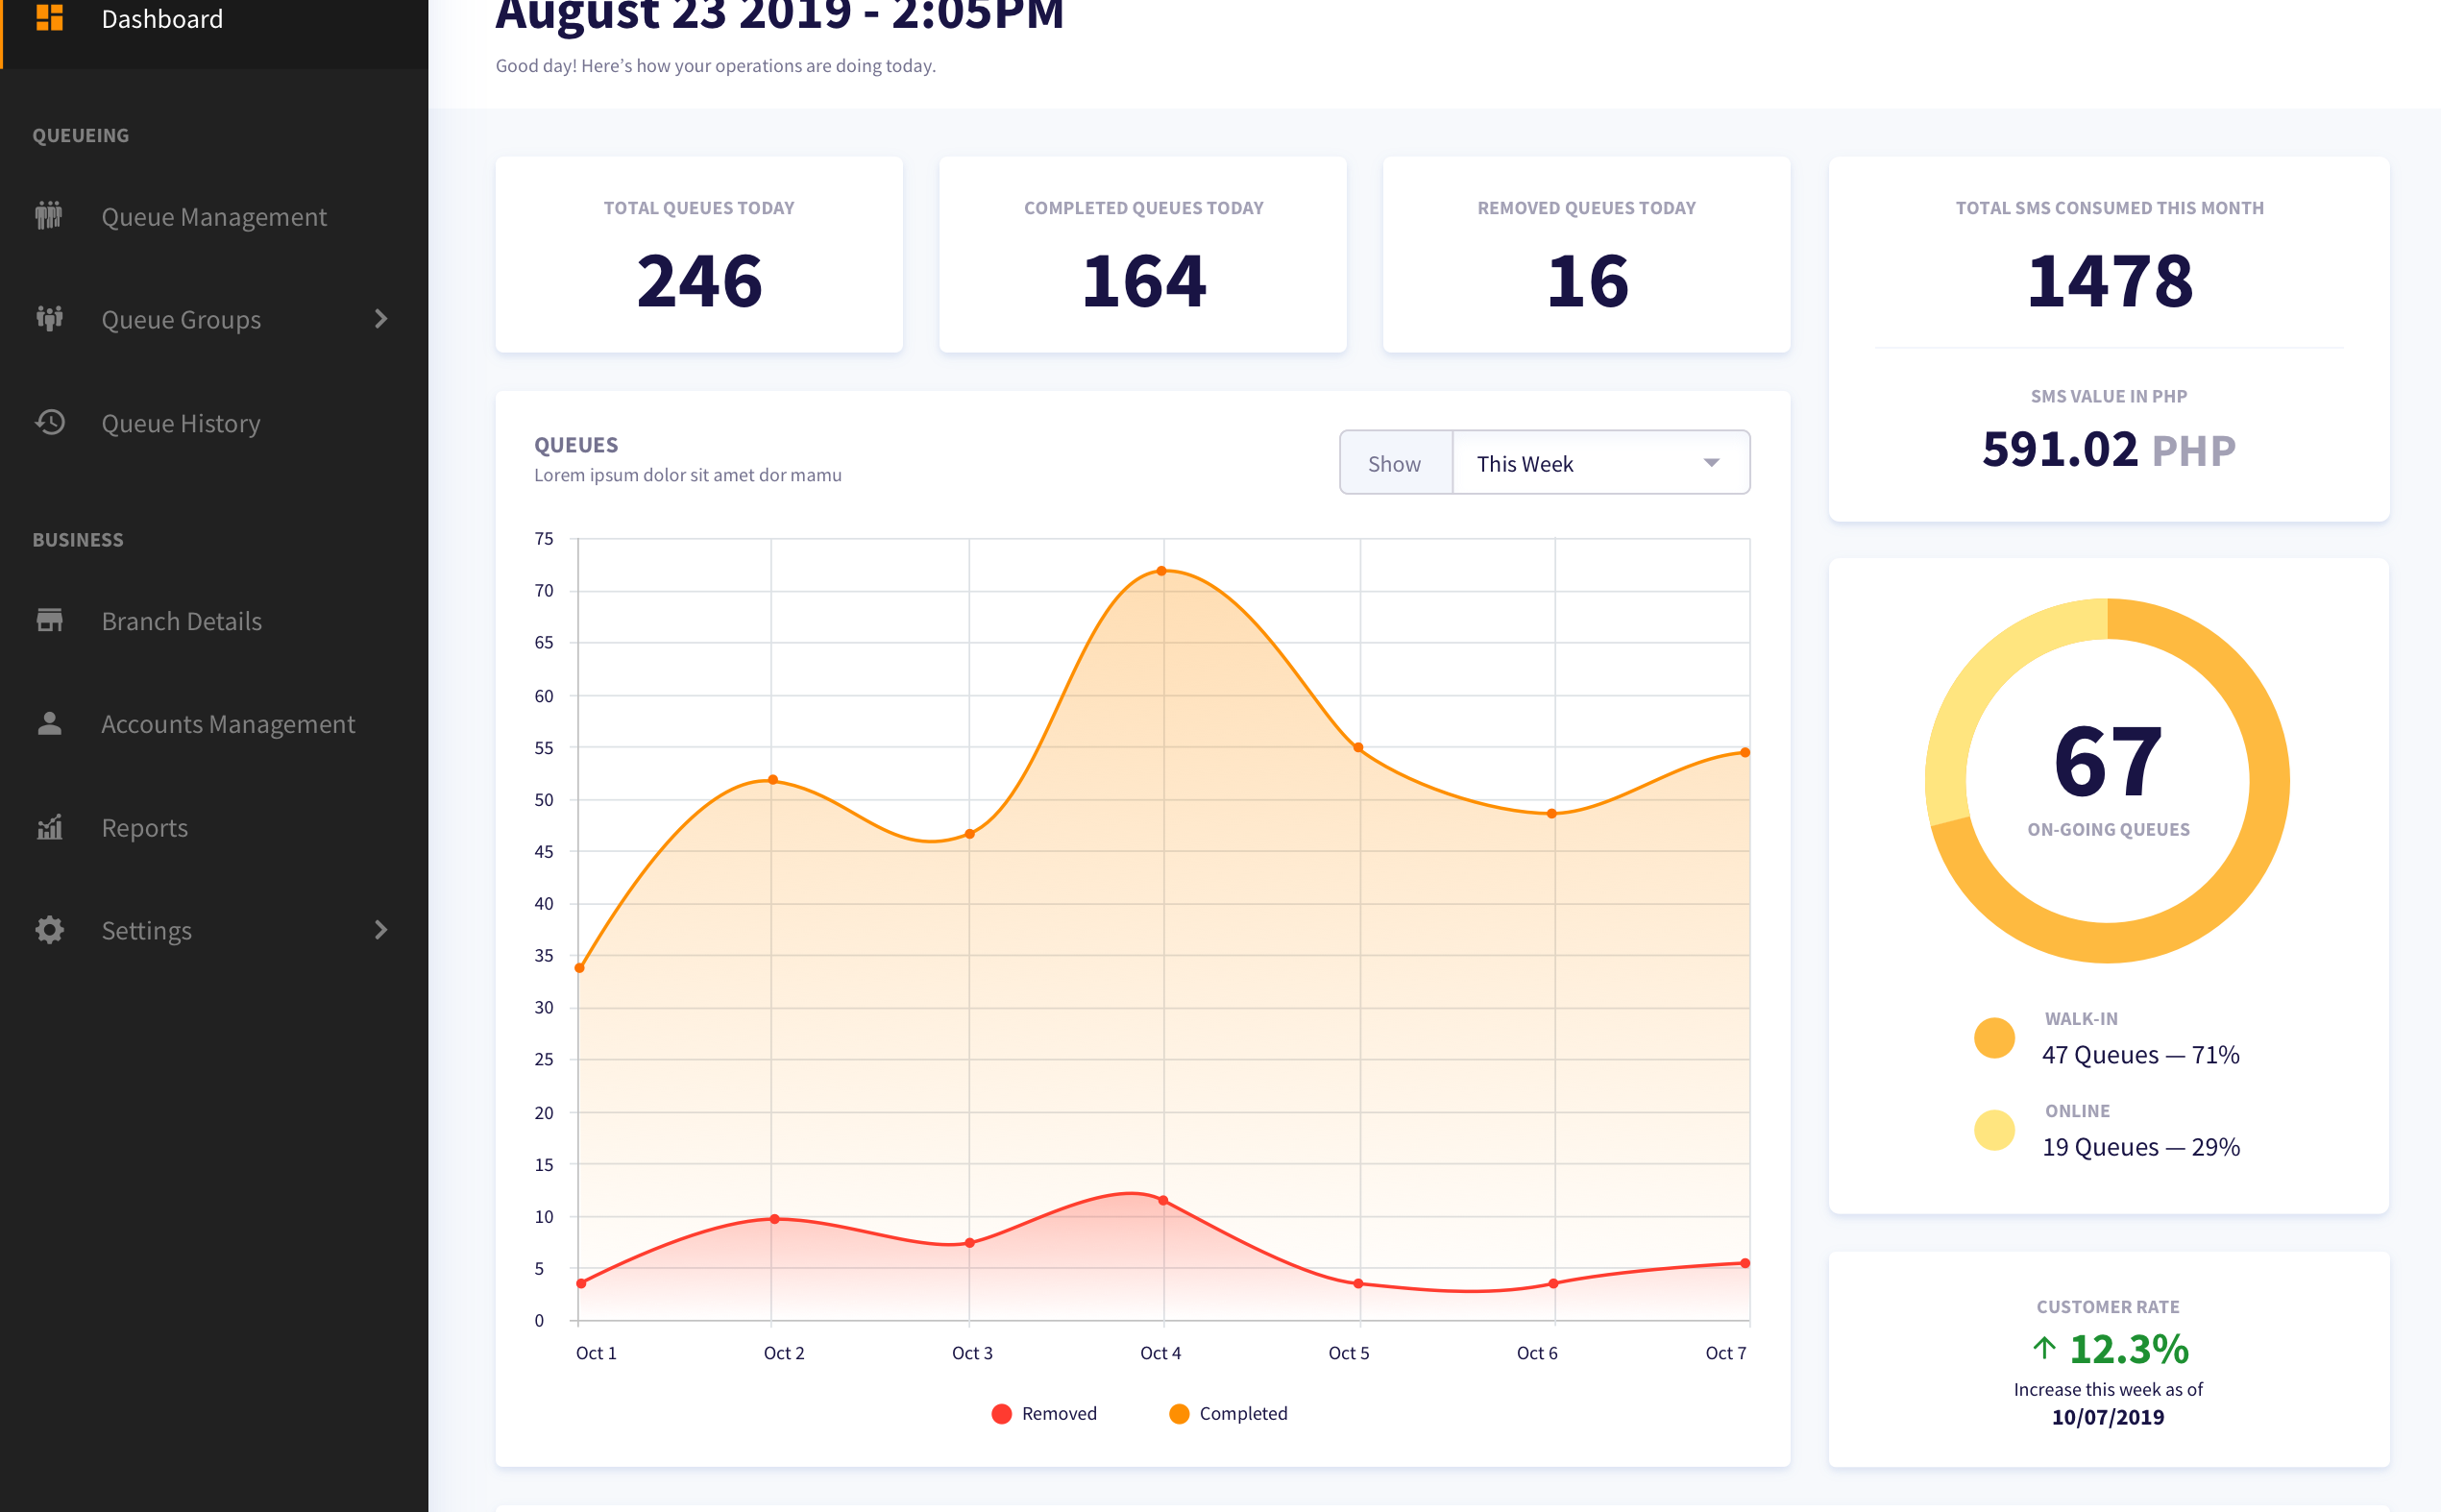 Dashboard
QUEUEING
Queue Management
Queue Groups
Queue History
BUSINESS
Branch Details
Accounts Management
Reports
Settings
August 23 2019 - 2:05PM
Good day! Here’s how your operations are doing today.
TOTAL QUEUES TODAY
246
COMPLETED QUEUES TODAY
164
REMOVED QUEUES TODAY
16
TOTAL SMS CONSUMED THIS MONTH
1478
SMS VALUE IN PHP
591.02 PHP
QUEUES
Lorem ipsum dolor sit amet dor mamu
Show
This Week
75
70
65
60
55
50
45
40
35
30
25
20
15
10
5
0
Oct 1 Oct 2 Oct 3 Oct 4 Oct 5 Oct 6 Oct 7
Removed
Completed
67
ON-GOING QUEUES
WALK-IN
47 Queues — 71%
ONLINE
19 Queues — 29%
CUSTOMER RATE
↑ 12.3%
Increase this week as of
10/07/2019